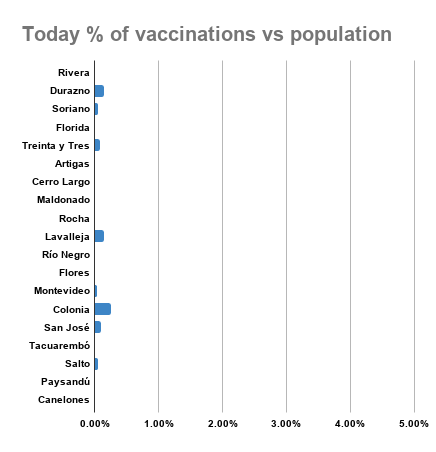 Today % of vaccinations vs population
Rivera
Durazno
Soriano
Florida
Treinta y Tres
Artigas
Cerro Largo
Maldonado
Rocha
Lavalleja
Río Negro
Flores
Montevideo
Colonia
San José
Tacuarembó
Salto
Paysandú
Canelones
0.00% 1.00% 2.00% 3.00% 4.00% 5.00%